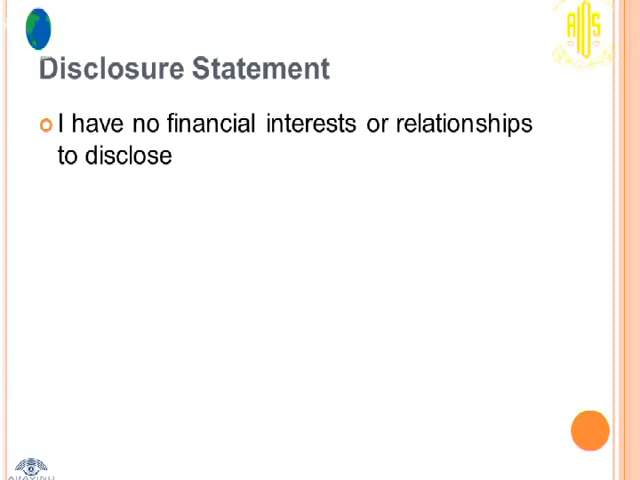 Disclosure Statement
I have no financial interests or relationships
to disclose